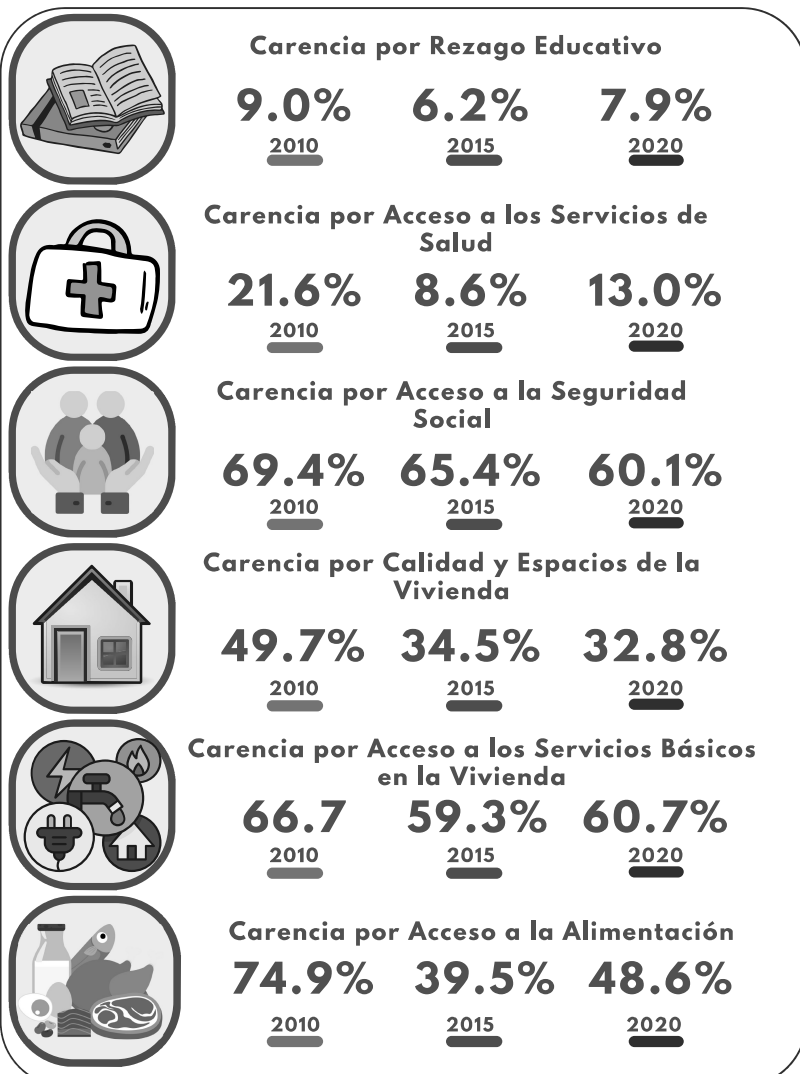 Carencia por Rezago Educativo
9.0% 6.2% 7.9%
2010 2015 2020
Carencia por Acceso a los Servicios de
Salud
21.6% 8.6% 13.0%
2010 2015 2020
Carencia por Acceso a la Seguridad
Social
69.4% 65.4% 60.1%
2010 2015 2020
Carencia por Calidad y Espacios de la
Vivienda
49.7% 34.5% 32.8%
2010 2015 2020
Carencia por Acceso a los Servicios Básicos
en la Vivienda
66.7 59.3% 60.7%
2010 2015 2020
Carencia por Acceso a la Alimentación
74.9% 39.5% 48.6%
2010 2015 2020